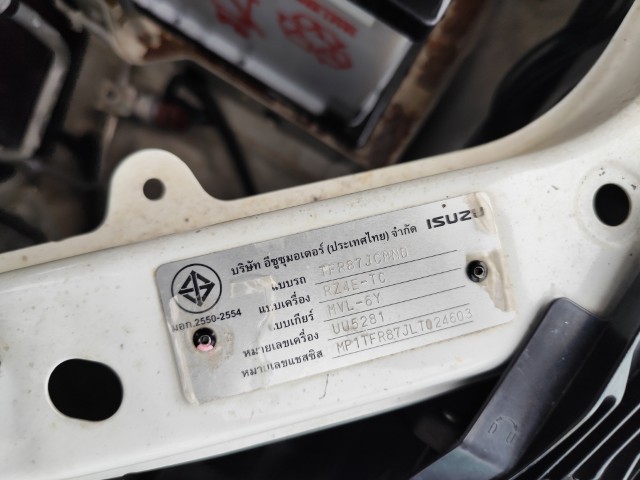 บริษัท อีซูซุมอเตอร์ (ประเทศไทย) จำกัด ISUZU
มอก.2550-2554
แบบรถ
แบบเครื่อง RZ4E-TC
แบบเกียร์ MVL-6Y
หมายเลขเครื่อง UU5281
หมายเลขแชสซิส MP1TFR87JLT024603